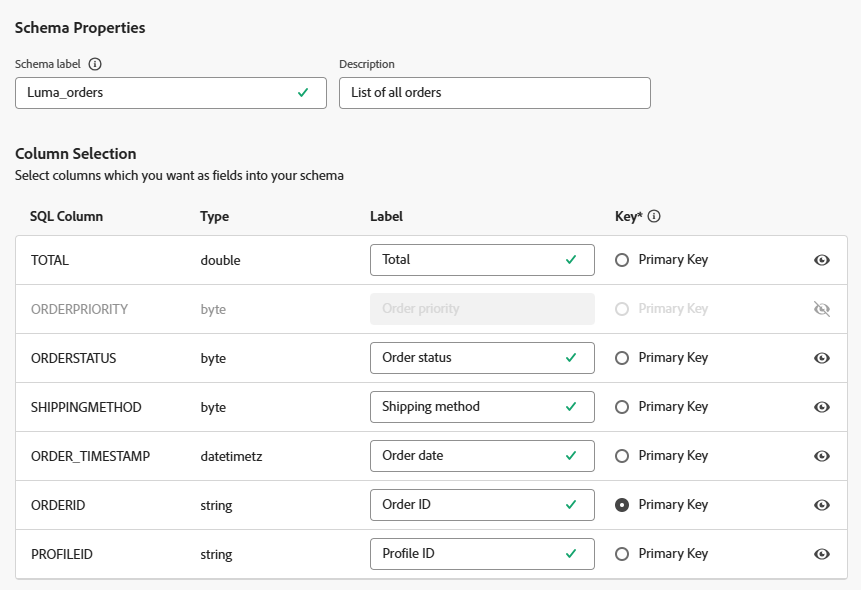 Schema Properties
Schema label Description
Luma_orders List of all orders
Column Selection
Select columns which you want as fields into your schema
SQL Column Type Label Key*
TOTAL double Total Primary Key
ORDERPRIORITY byte Order priority Primary Key
ORDERSTATUS byte Order status Primary Key
SHIPPINGMETHOD byte Shipping method Primary Key
ORDER_TIMESTAMP datetimetz Order date Primary Key
ORDERID string Order ID Primary Key
PROFILEID string Profile ID Primary Key